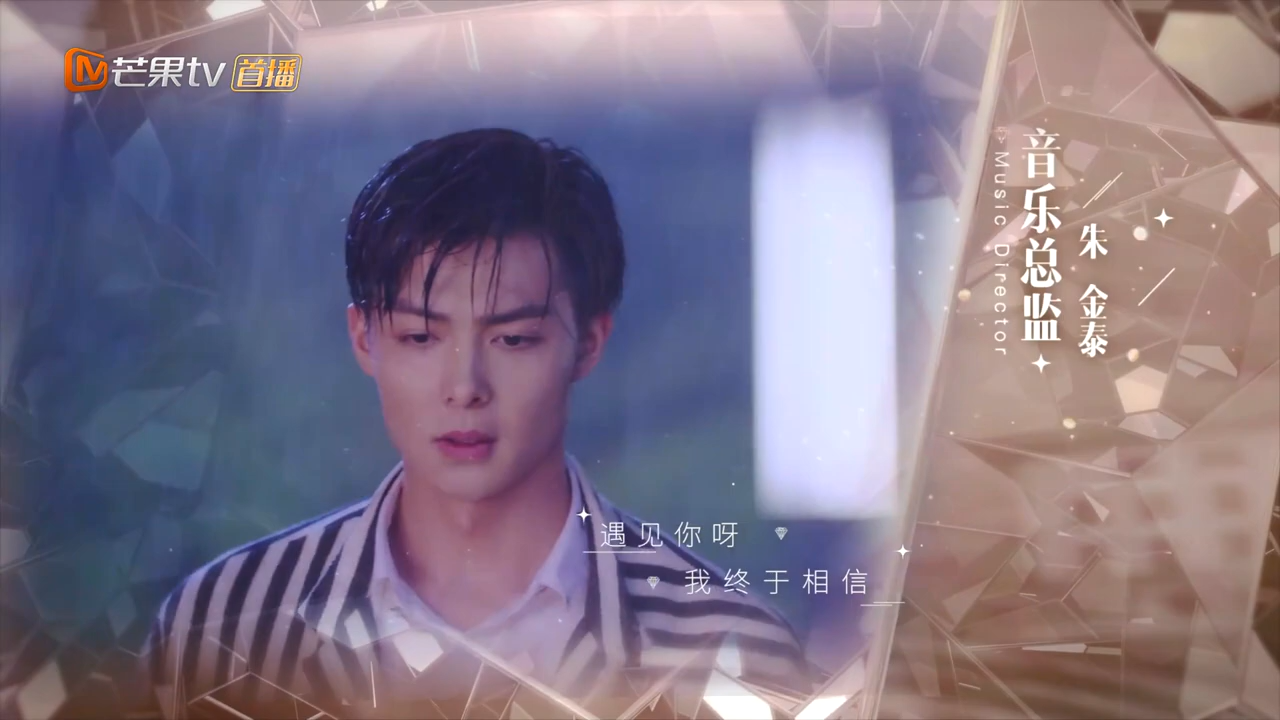 芒果tv 首播
音乐总监
Music Director
朱 金泰
遇见你呀
我终于相信